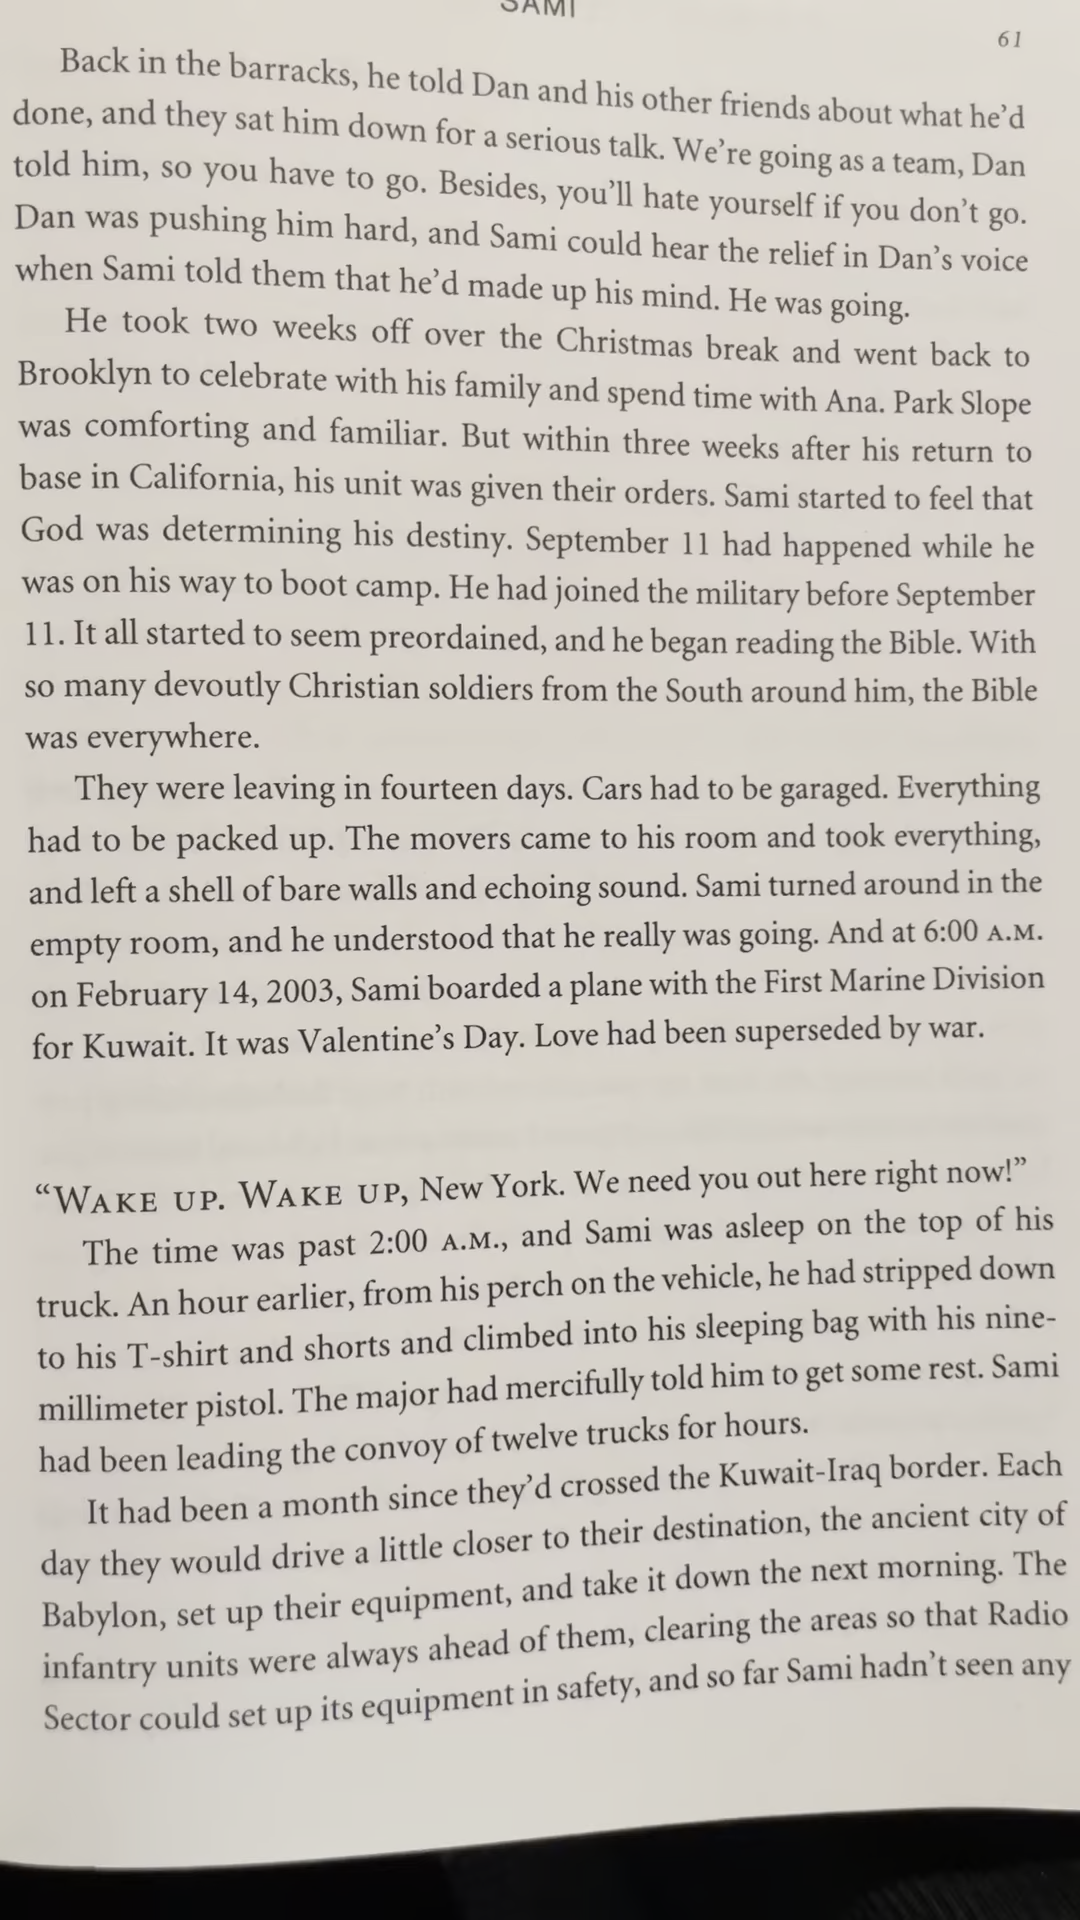 SAMI
61
Back in the barracks, he told Dan and his other friends about what he’d
done, and they sat him down for a serious talk. We’re going as a team, Dan
told him, so you have to go. Besides, you’ll hate yourself if you don’t go.
Dan was pushing him hard, and Sami could hear the relief in Dan’s voice
when Sami told them that he’d made up his mind. He was going.
He took two weeks off over the Christmas break and went back to
Brooklyn to celebrate with his family and spend time with Ana. Park Slope
was comforting and familiar. But within three weeks after his return to
base in California, his unit was given their orders. Sami started to feel that
God was determining his destiny. September 11 had happened while he
was on his way to boot camp. He had joined the military before September
11. It all started to seem preordained, and he began reading the Bible. With
so many devoutly Christian soldiers from the South around him, the Bible
was everywhere.
They were leaving in fourteen days. Cars had to be garaged. Everything
had to be packed up. The movers came to his room and took everything,
and left a shell of bare walls and echoing sound. Sami turned around in the
empty room, and he understood that he really was going. And at 6:00 A.M.
on February 14, 2003, Sami boarded a plane with the First Marine Division
for Kuwait. It was Valentine’s Day. Love had been superseded by war.
“WAKE UP. WAKE UP, New York. We need you out here right now!”
The time was past 2:00 A.M., and Sami was asleep on the top of his
truck. An hour earlier, from his perch on the vehicle, he had stripped down
to his T-shirt and shorts and climbed into his sleeping bag with his nine-
millimeter pistol. The major had mercifully told him to get some rest. Sami
had been leading the convoy of twelve trucks for hours.
It had been a month since they’d crossed the Kuwait-Iraq border. Each
day they would drive a little closer to their destination, the ancient city of
Babylon, set up their equipment, and take it down the next morning. The
infantry units were always ahead of them, clearing the areas so that Radio
Sector could set up its equipment in safety, and so far Sami hadn’t seen any